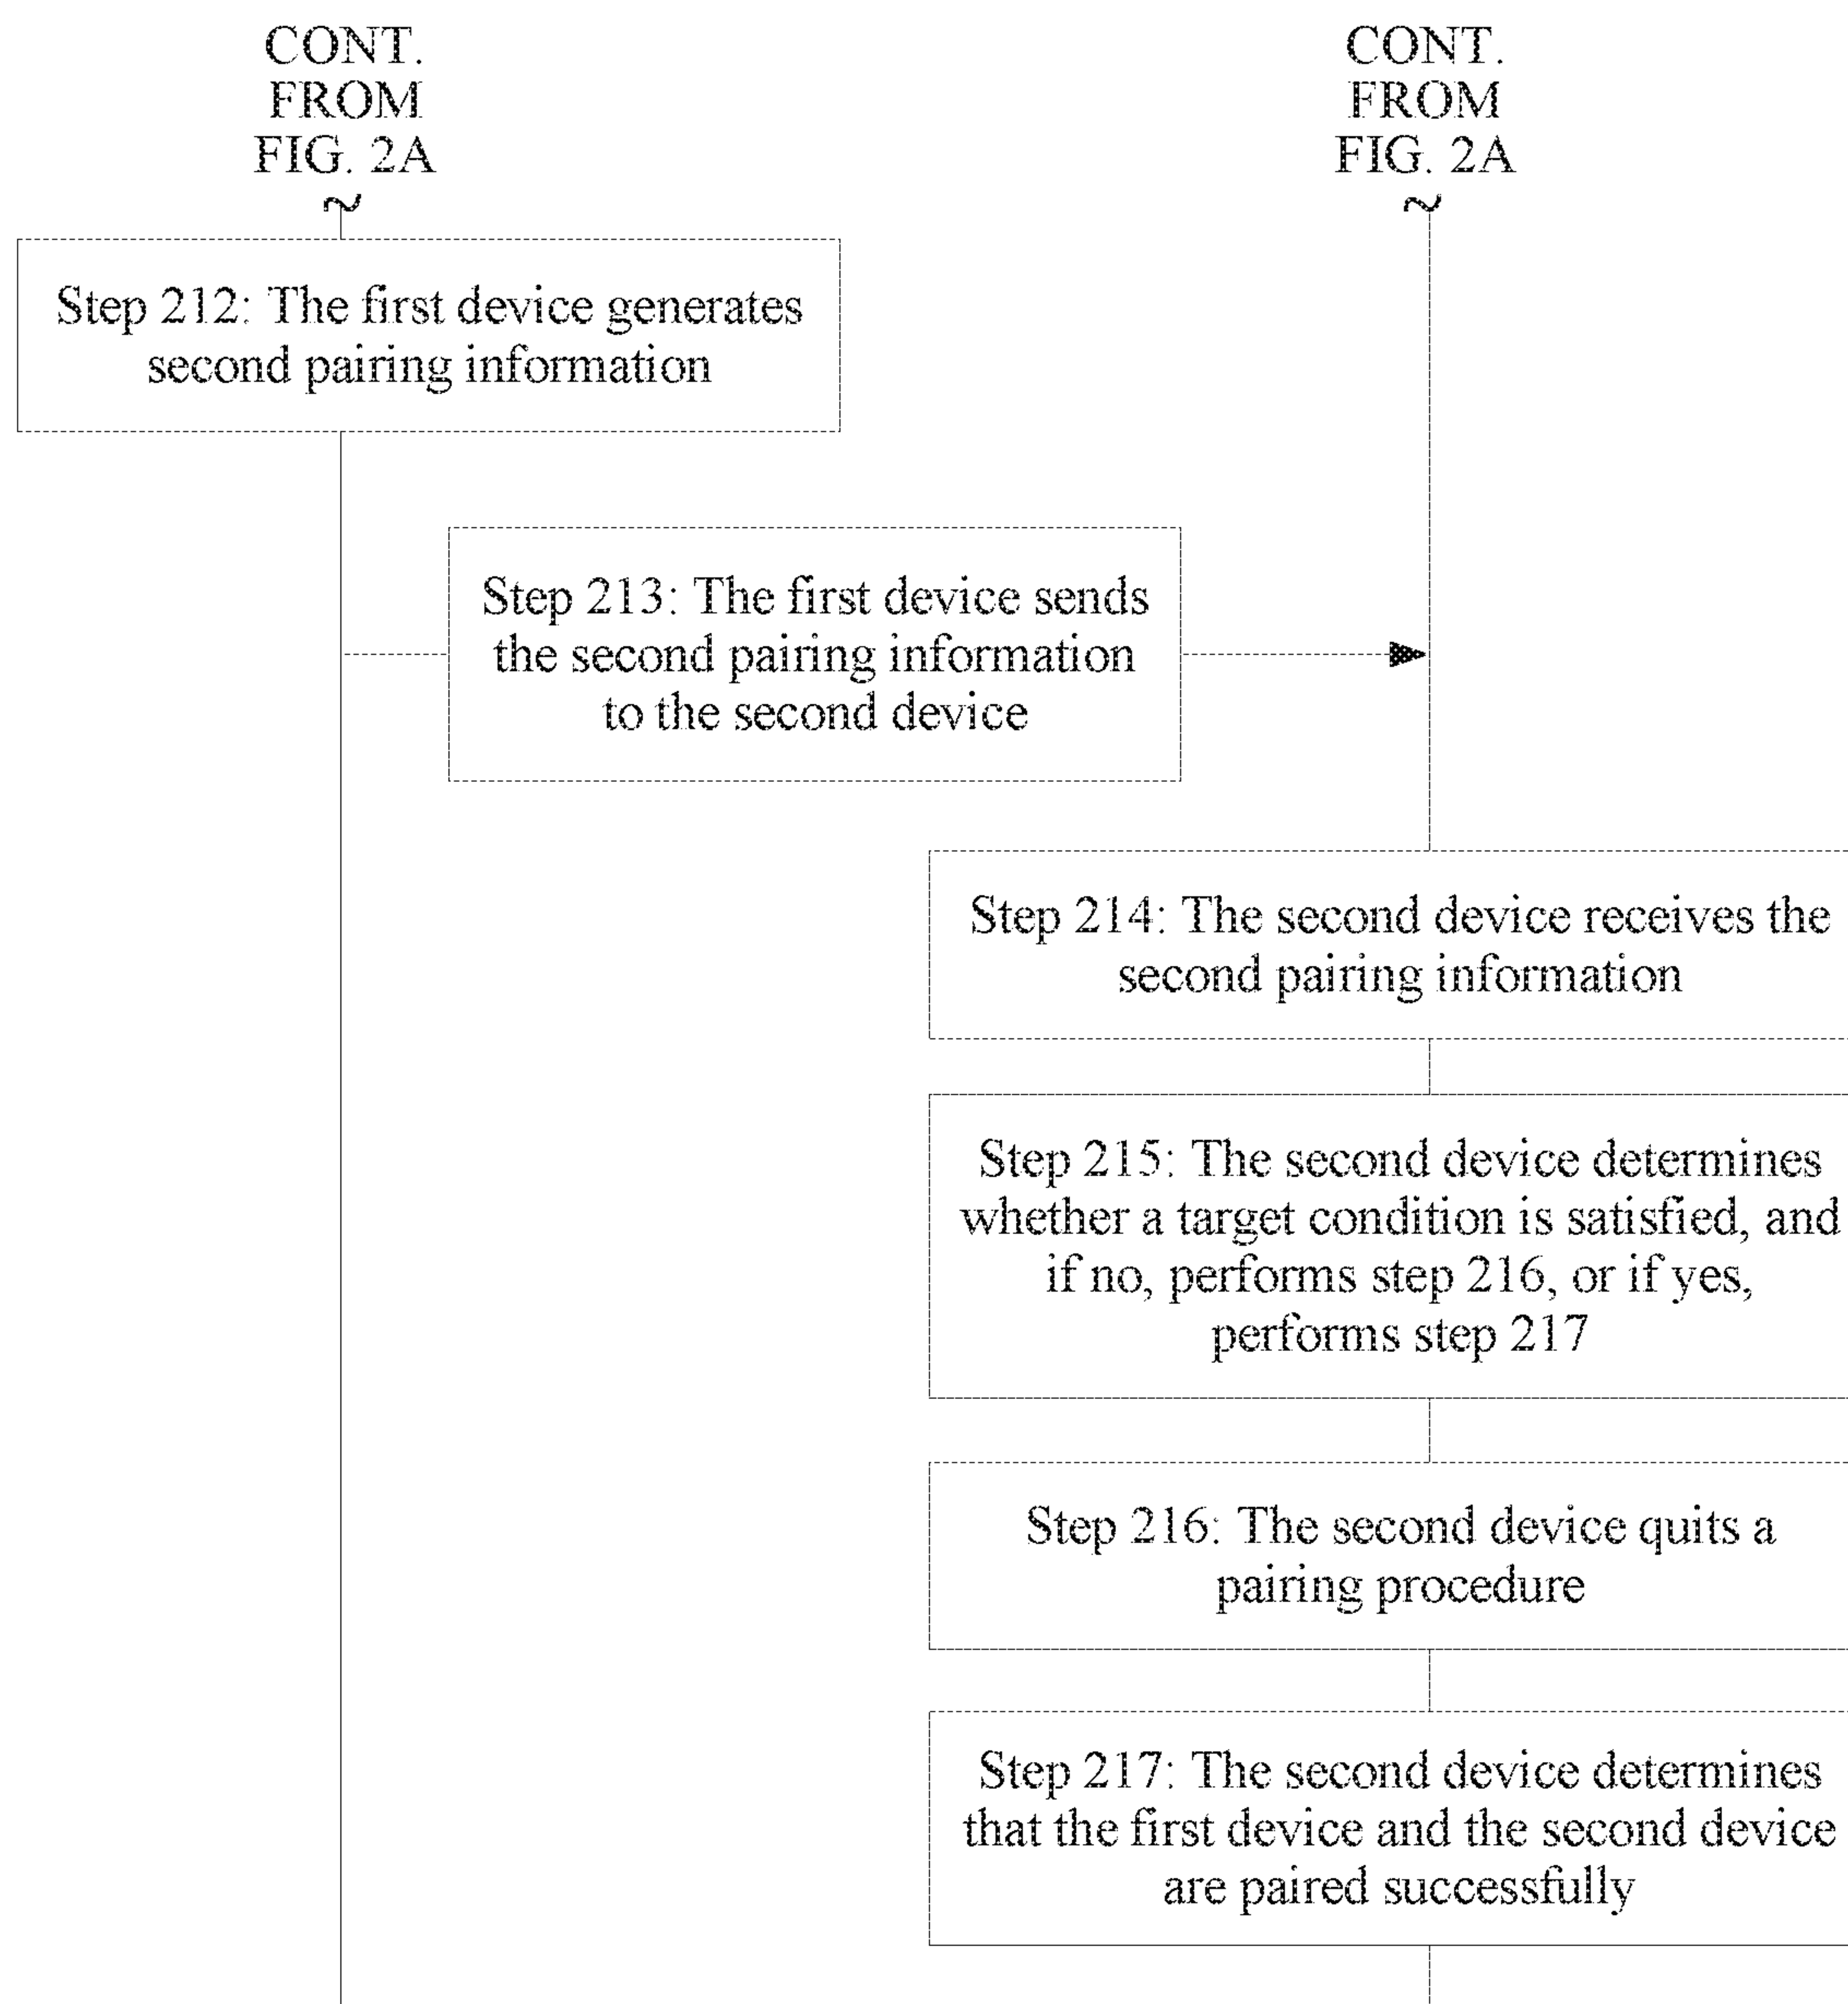 CONT.
FROM
FIG. 2A
~
CONT.
FROM
FIG. 2A
~
Step 212: The first device generates
second pairing information
Step 213: The first device sends
the second pairing information
to the second device
Step 214: The second device receives the
second pairing information
Step 215: The second device determines
whether a target condition is satisfied, and
if no, performs step 216, or if yes,
performs step 217
Step 216: The second device quits a
pairing procedure
Step 217: The second device determines
that the first device and the second device
are paired successfully